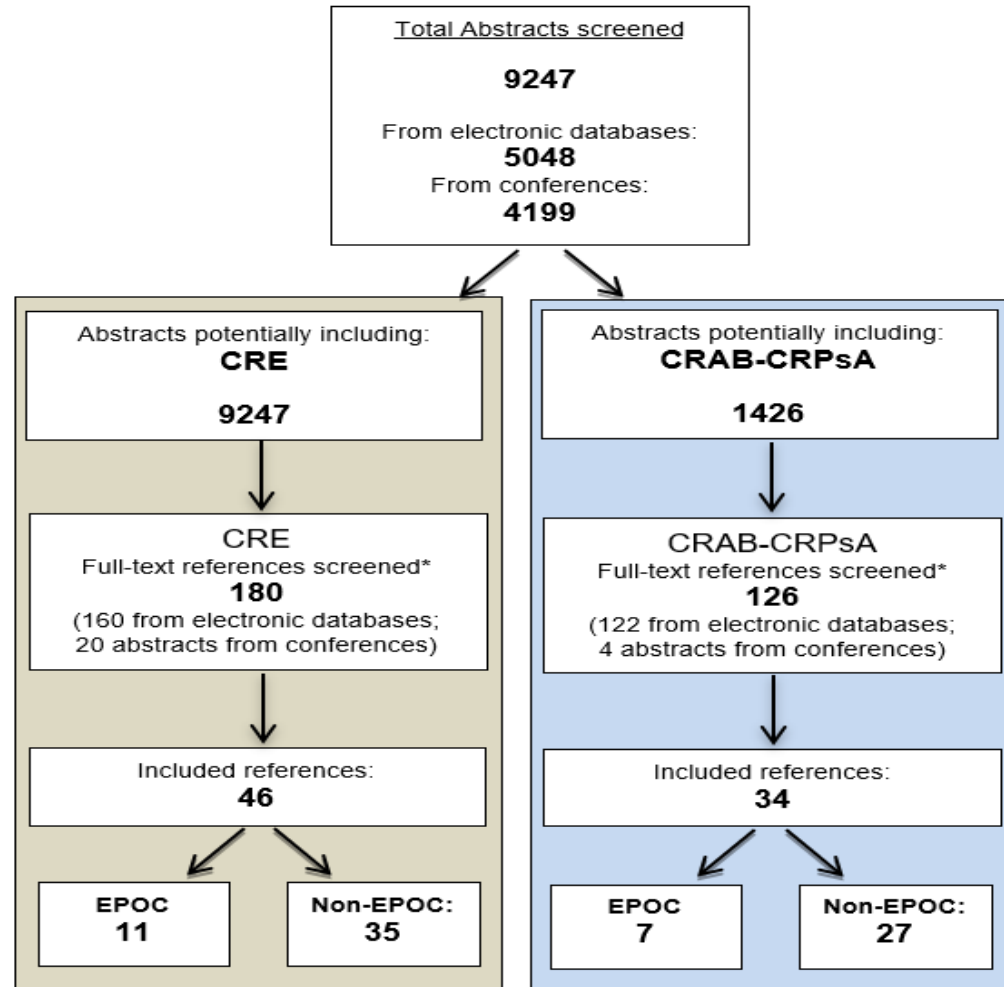 Total Abstracts screened
9247
From electronic databases:
5048
From conferences:
4199
Abstracts potentially including:
CRE
9247
CRE
Full-text references screened*
180
(160 from electronic databases;
20 abstracts from conferences)
Included references:
46
EPOC
11
Non-EPOC:
35
Abstracts potentially including:
CRAB-CRPsA
1426
CRAB-CRPsA
Full-text references screened*
126
(122 from electronic databases;
4 abstracts from conferences)
Included references:
34
EPOC
7
Non-EPOC:
27